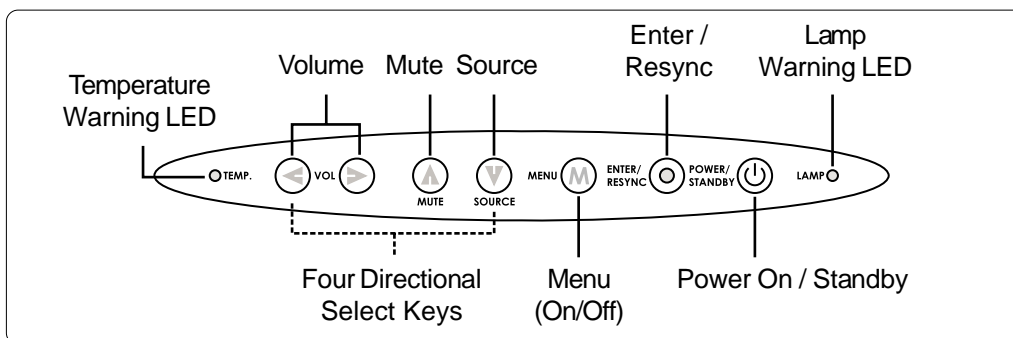 Enter /
Resync
Lamp
Warning LED
Volume
Mute
Source
Temperature
Warning LED
TEMP.
VOL
MUTE
SOURCE
MENU
M
ENTER/
RESYNC
POWER/
STANDBY
LAMP
Four Directional
Select Keys
Menu
(On/Off)
Power On / Standby